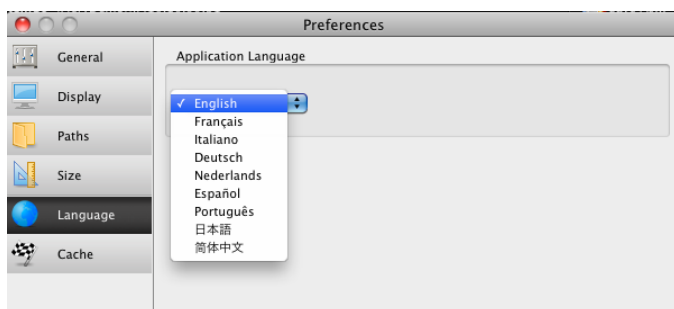 Preferences
General
Display
Paths
Size
Language
Cache
Application Language
✓ English
Français
Italiano
Deutsch
Nederlands
Español
Português
日本語
简体中文